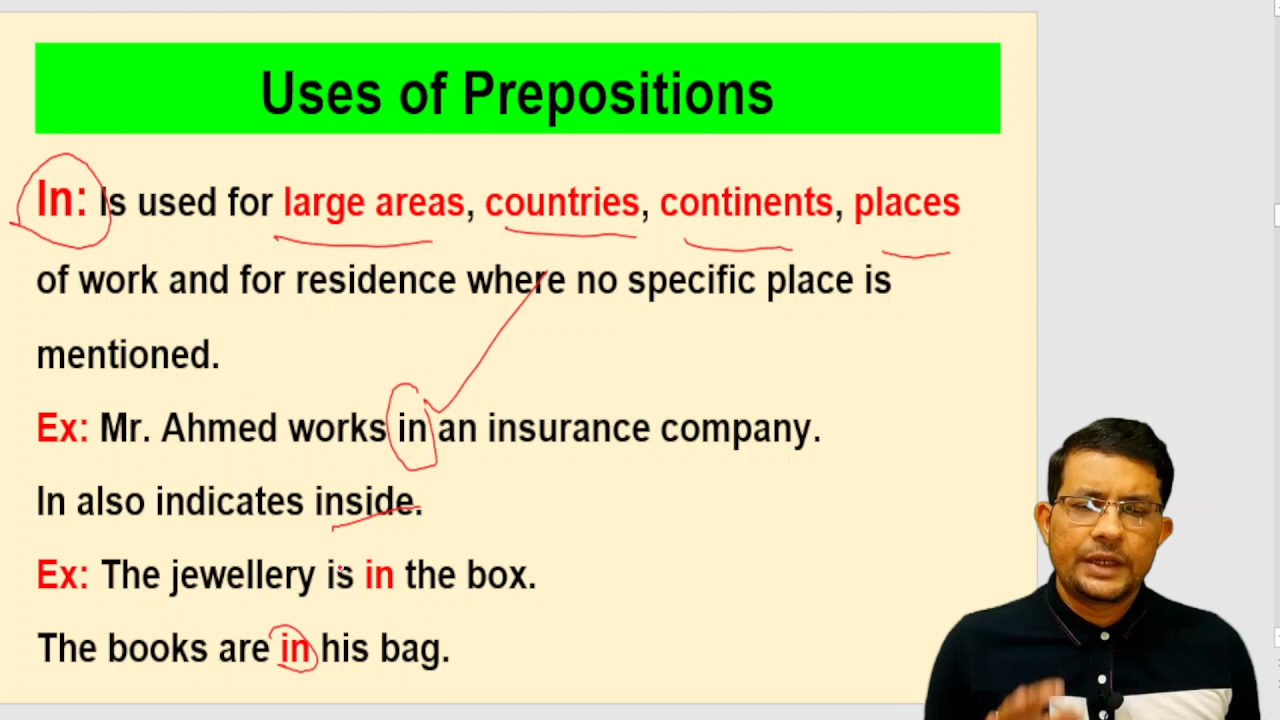 Uses of Prepositions
In: Is used for large areas, countries, continents, places
of work and for residence where no specific place is
mentioned.
Ex: Mr. Ahmed works in an insurance company.
In also indicates inside.
Ex: The jewellery is in the box.
The books are in his bag.